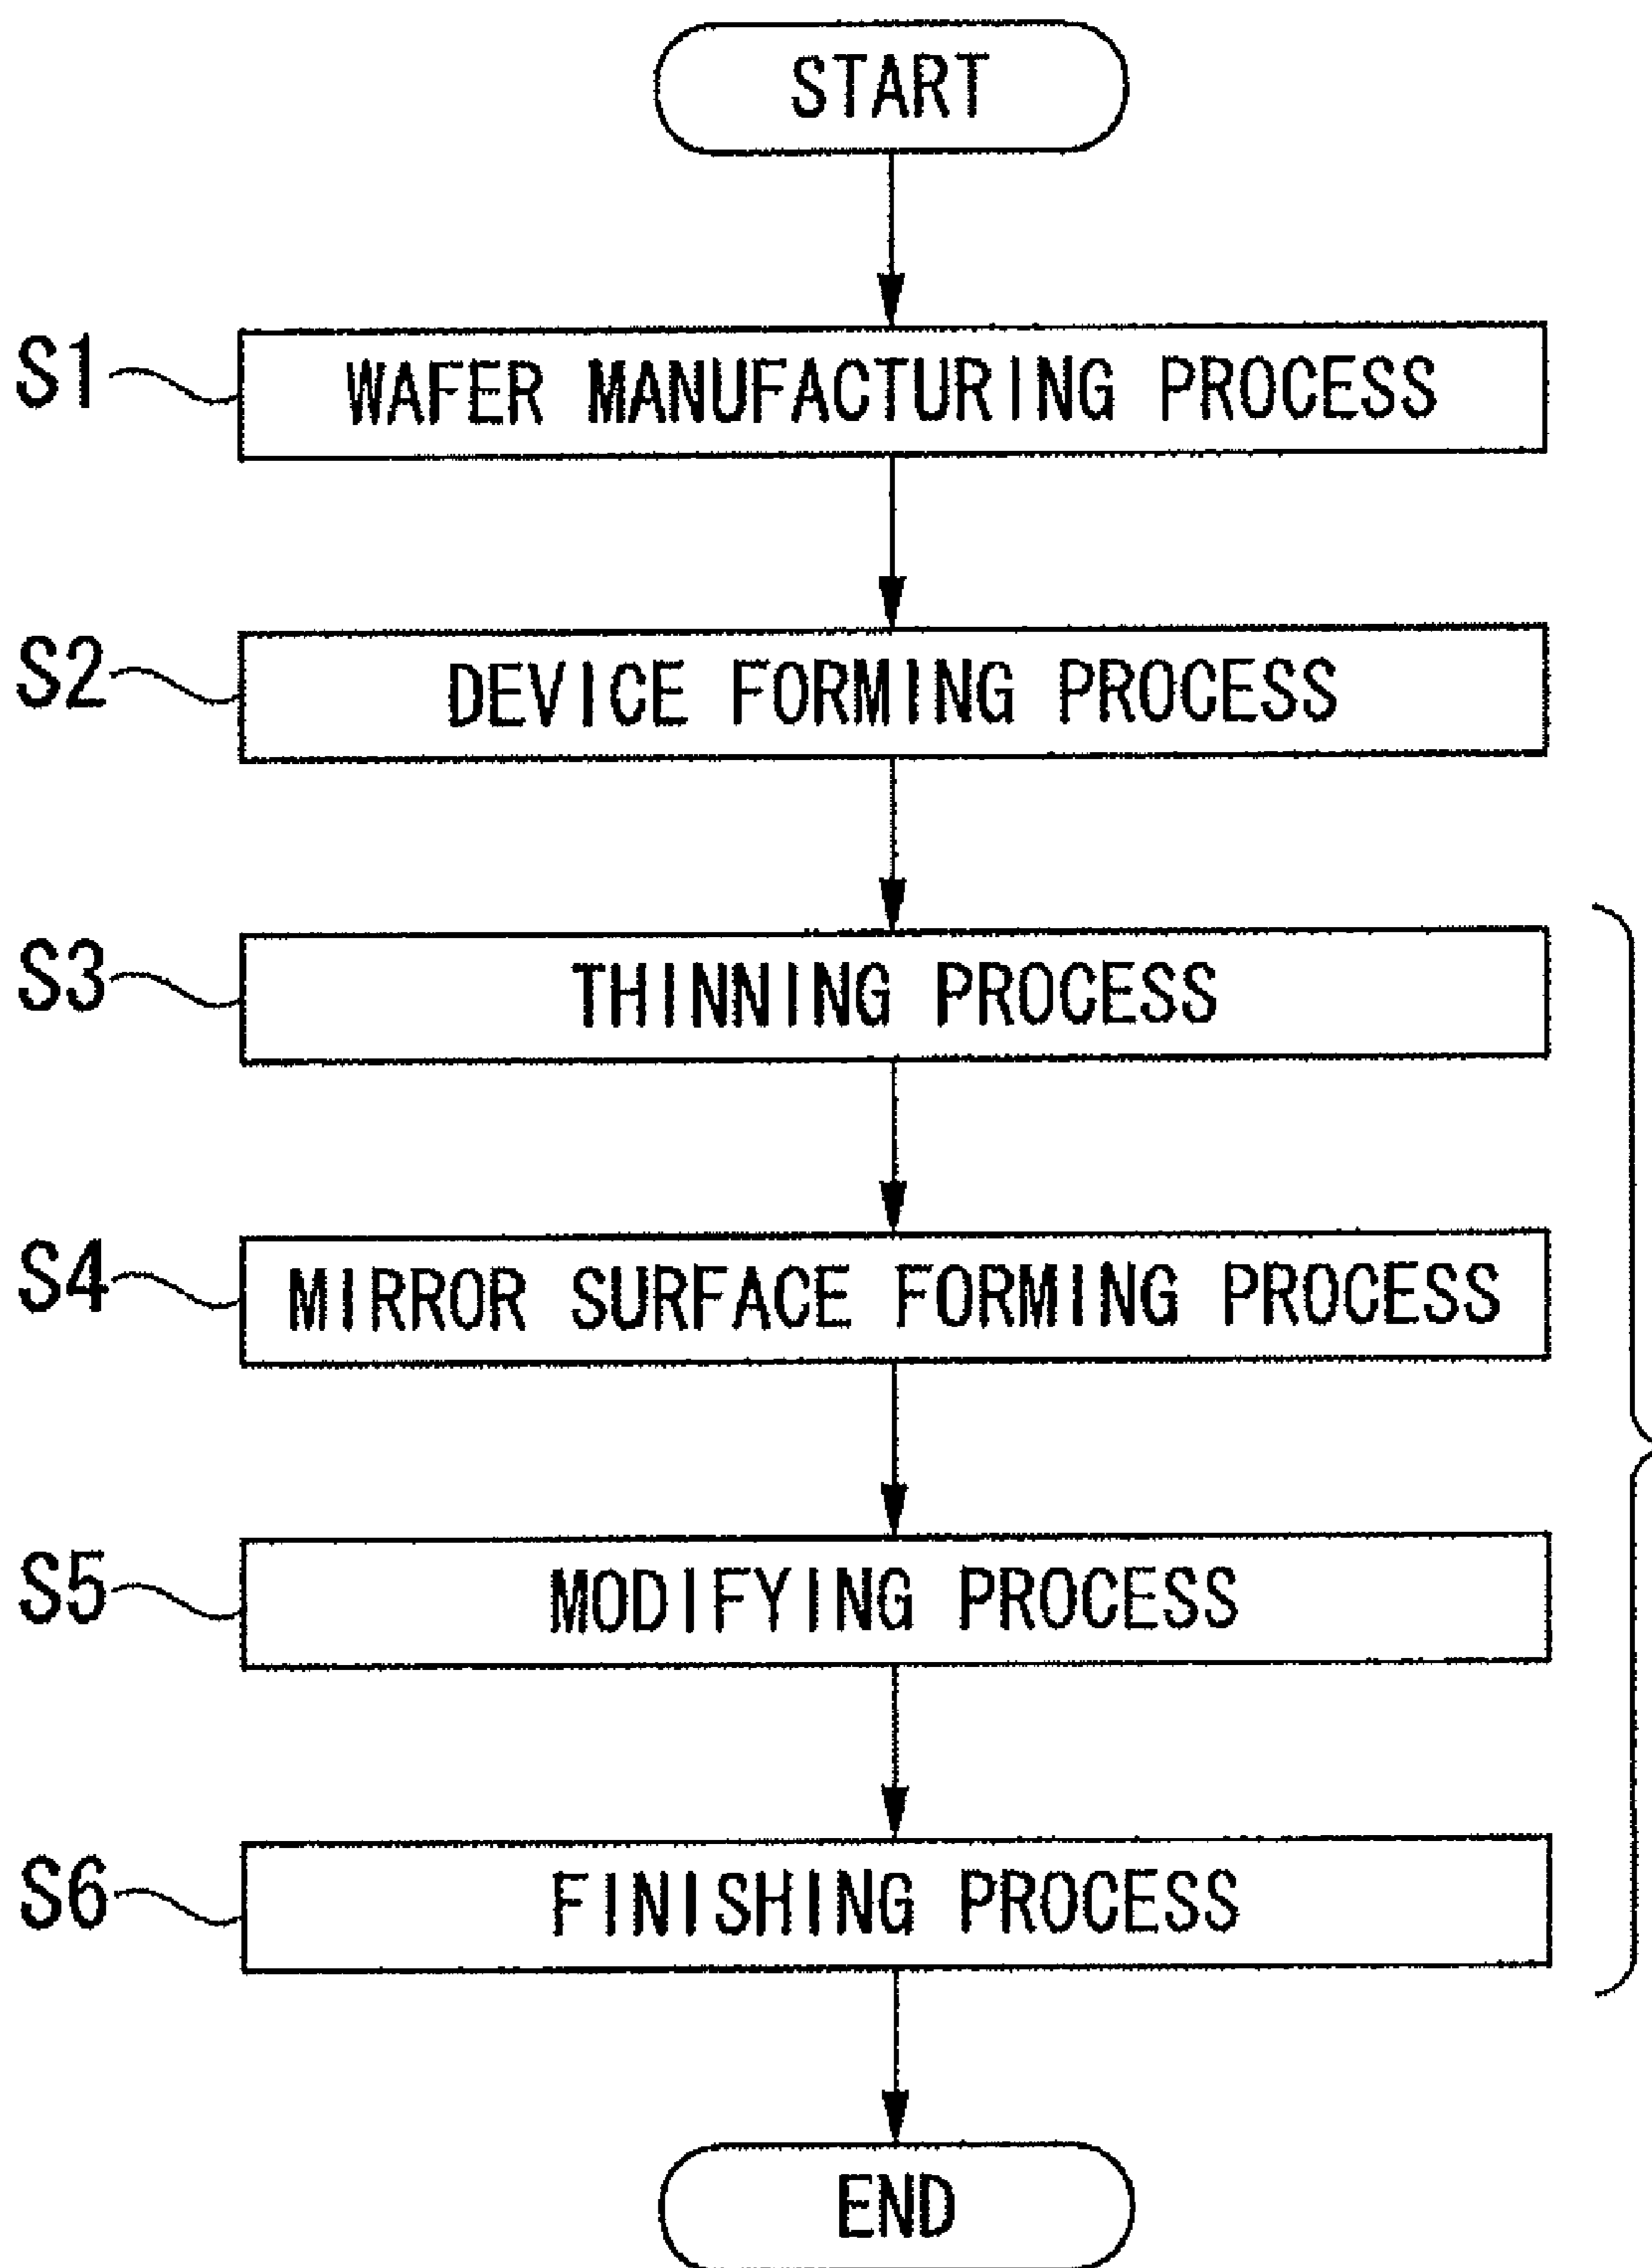 START
S1 WAFER MANUFACTURING PROCESS
S2 DEVICE FORMING PROCESS
S3 THINNING PROCESS
S4 MIRROR SURFACE FORMING PROCESS
S5 MODIFYING PROCESS
S6 FINISHING PROCESS
END